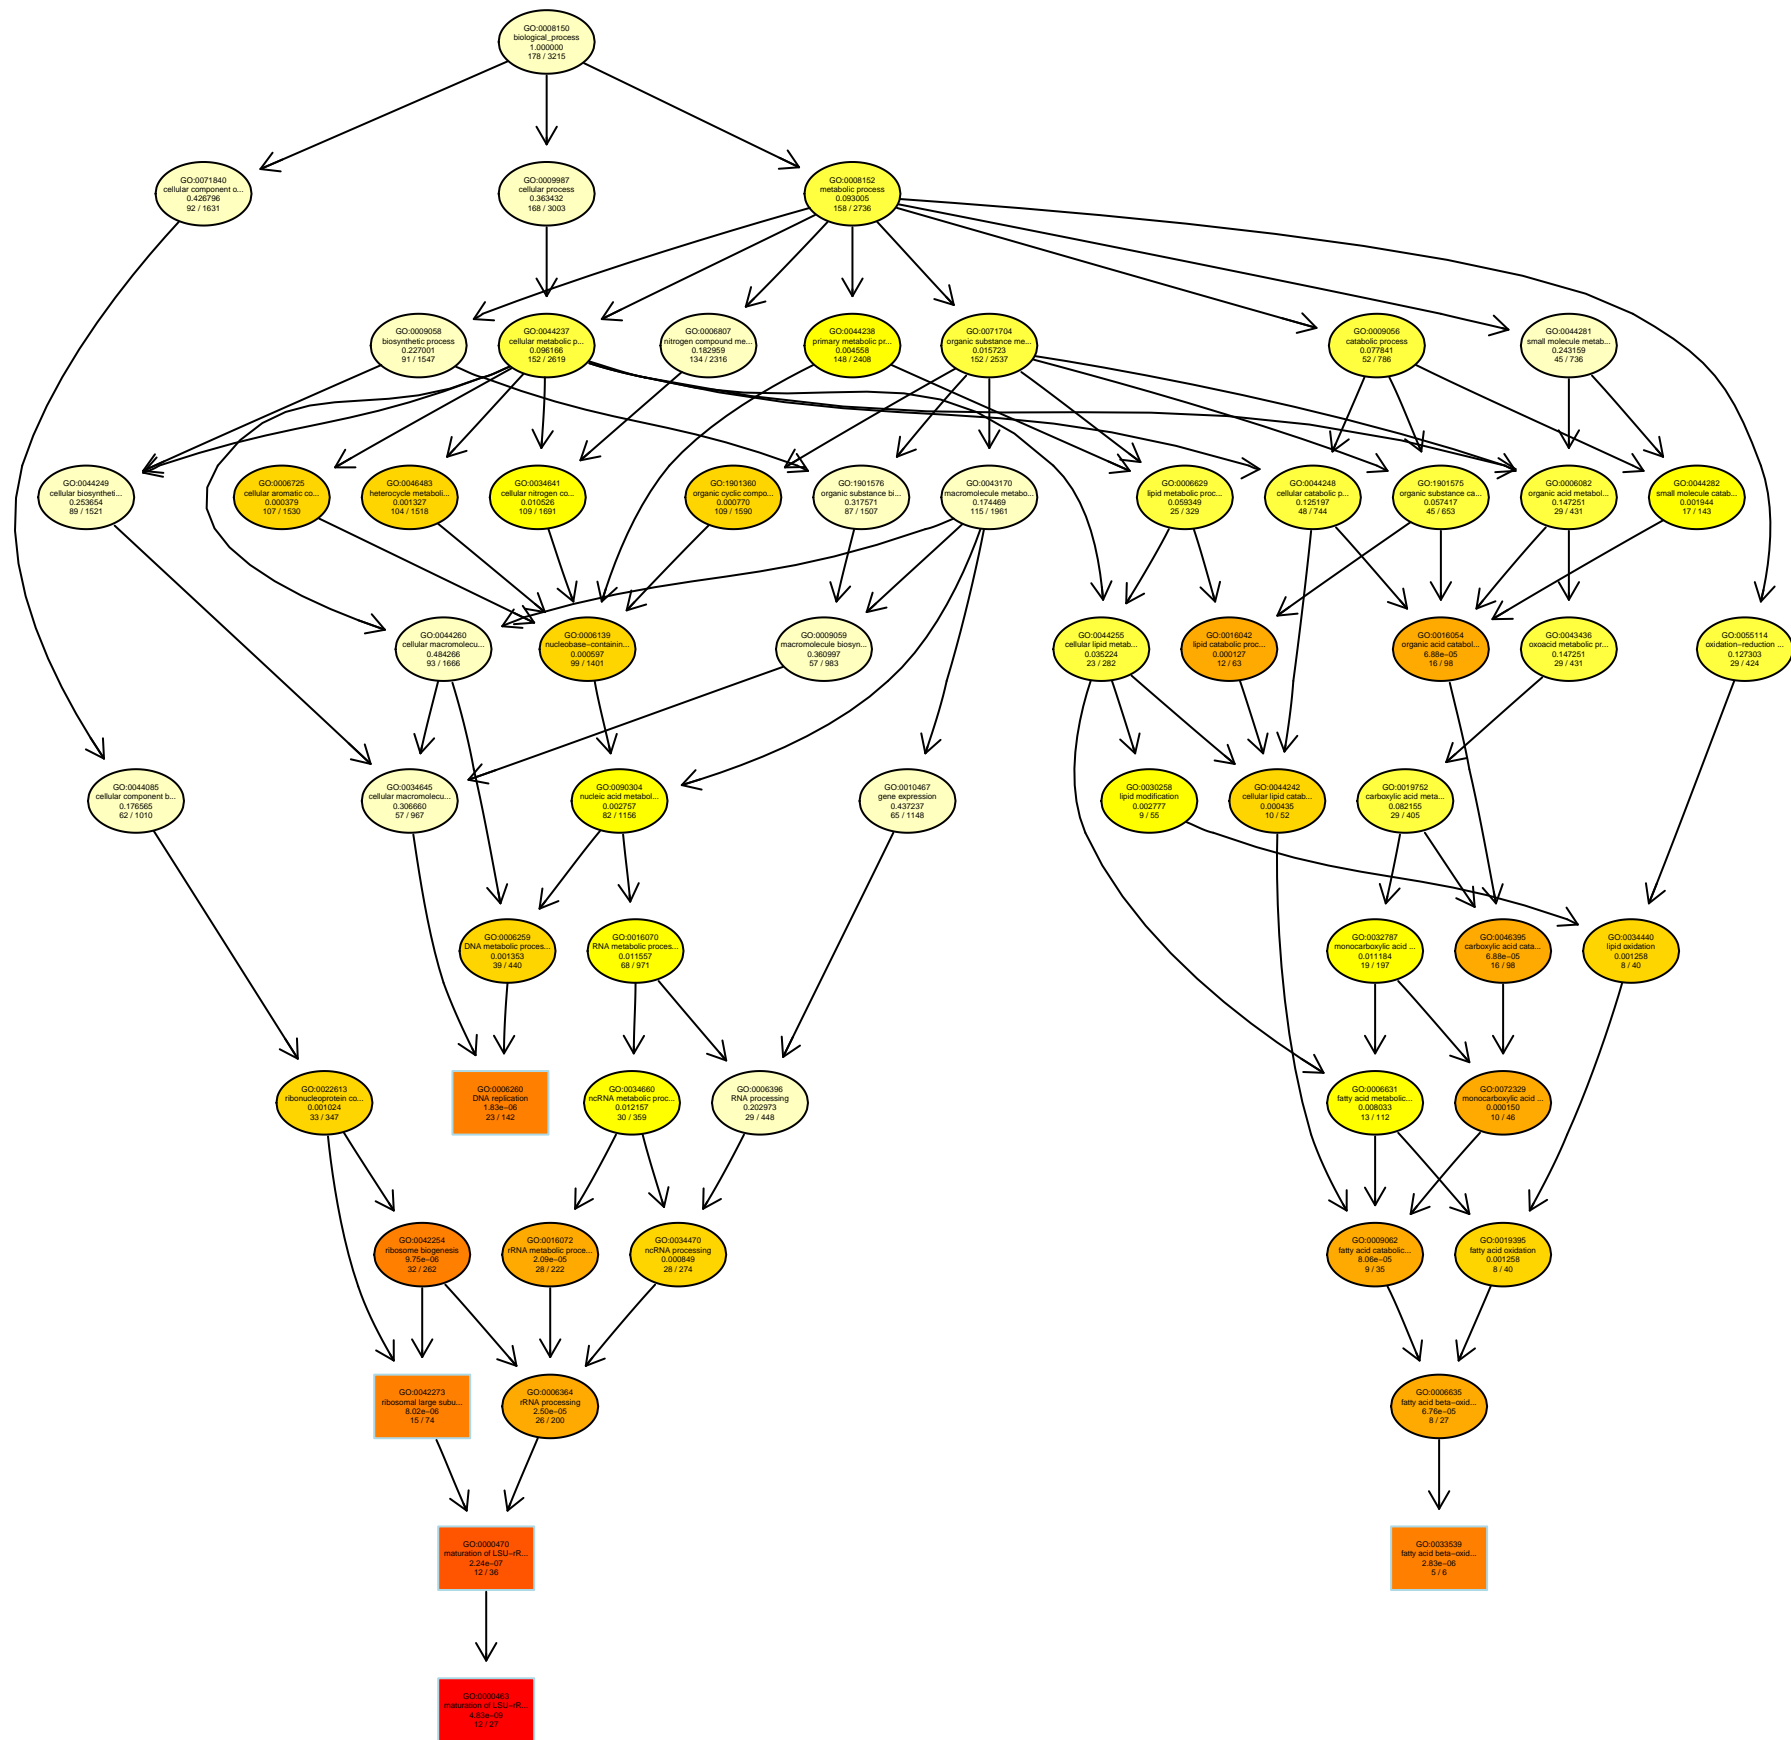 GO:0008150
biological_process
1.000000
178 / 3215
GO:0071840
cellular component o...
0.426796
92 / 1631
GO:0009987
cellular process
0.363432
168 / 3003
GO:0008152
metabolic process
0.093005
158 / 2736
GO:0009058
biosynthetic process
0.227001
91 / 1547
GO:0044237
cellular metabolic p...
0.096166
152 / 2619
GO:0006807
nitrogen compound me...
0.182959
134 / 2316
GO:0044238
primary metabolic pr...
0.004558
148 / 2408
GO:0071704
organic substance me...
0.015723
152 / 2537
GO:0009056
catabolic process
0.077841
52 / 786
GO:0044281
small molecule metab...
0.243159
45 / 736
GO:0044249
cellular biosyntheti...
0.253654
89 / 1521
GO:0006725
cellular aromatic co...
0.000379
107 / 1530
GO:0046483
heterocycle metaboli...
0.001327
104 / 1518
GO:0034641
cellular nitrogen co...
0.010526
109 / 1691
GO:1901360
organic cyclic compo...
0.000770
109 / 1590
GO:1901576
organic substance bi...
0.317571
87 / 1507
GO:0043170
macromolecule metabo...
0.174469
115 / 1961
GO:0006629
lipid metabolic proc...
0.059349
25 / 329
GO:0044248
cellular catabolic p...
0.125197
48 / 744
GO:1901575
organic substance ca...
0.057417
45 / 653
GO:0006082
organic acid metabol...
0.147251
29 / 431
GO:0044282
small molecule catab...
0.001944
17 / 143
GO:0044260
cellular macromolecu...
0.484266
93 / 1666
GO:0006139
nucleobase−containin...
0.000597
99 / 1401
GO:0009059
macromolecule biosyn...
0.360997
57 / 983
GO:0044255
cellular lipid metab...
0.035224
23 / 282
GO:0016042
lipid catabolic proc...
0.000127
12 / 63
GO:0016054
organic acid catabol...
6.88e−05
16 / 98
GO:0043436
oxoacid metabolic pr...
0.147251
29 / 431
GO:0055114
oxidation−reduction ...
0.127303
29 / 424
GO:0044085
cellular component b...
0.176565
62 / 1010
GO:0034645
cellular macromolecu...
0.306660
57 / 967
GO:0090304
nucleic acid metabol...
0.002757
82 / 1156
GO:0010467
gene expression
0.437237
65 / 1148
GO:0030258
lipid modification
0.002777
9 / 55
GO:0044242
cellular lipid catab...
0.000435
10 / 52
GO:0019752
carboxylic acid meta...
0.082155
29 / 405
GO:0006259
DNA metabolic proces...
0.001353
39 / 440
GO:0016070
RNA metabolic proces...
0.011557
68 / 971
GO:0032787
monocarboxylic acid ...
0.011184
19 / 197
GO:0046395
carboxylic acid cata...
6.88e−05
16 / 98
GO:0034440
lipid oxidation
0.001258
8 / 40
GO:0022613
ribonucleoprotein co...
0.001024
33 / 347
GO:0006260
DNA replication
1.83e−06
23 / 142
GO:0034660
ncRNA metabolic proc...
0.012157
30 / 359
GO:0006396
RNA processing
0.202973
29 / 448
GO:0006631
fatty acid metabolic...
0.008033
13 / 112
GO:0072329
monocarboxylic acid ...
0.000150
10 / 46
GO:0042254
ribosome biogenesis
9.75e−06
32 / 262
GO:0016072
rRNA metabolic proce...
2.09e−05
28 / 222
GO:0034470
ncRNA processing
0.000849
28 / 274
GO:0009062
fatty acid catabolic...
8.06e−05
9 / 35
GO:0019395
fatty acid oxidation
0.001258
8 / 40
GO:0042273
ribosomal large subu...
8.02e−06
15 / 74
GO:0006364
rRNA processing
2.50e−05
26 / 200
GO:0006635
fatty acid beta−oxid...
6.76e−05
8 / 27
GO:0000470
maturation of LSU−rR...
2.24e−07
12 / 36
GO:0033539
fatty acid beta−oxid...
2.83e−06
5 / 6
GO:0000463
maturation of LSU−rR...
4.83e−09
12 / 27